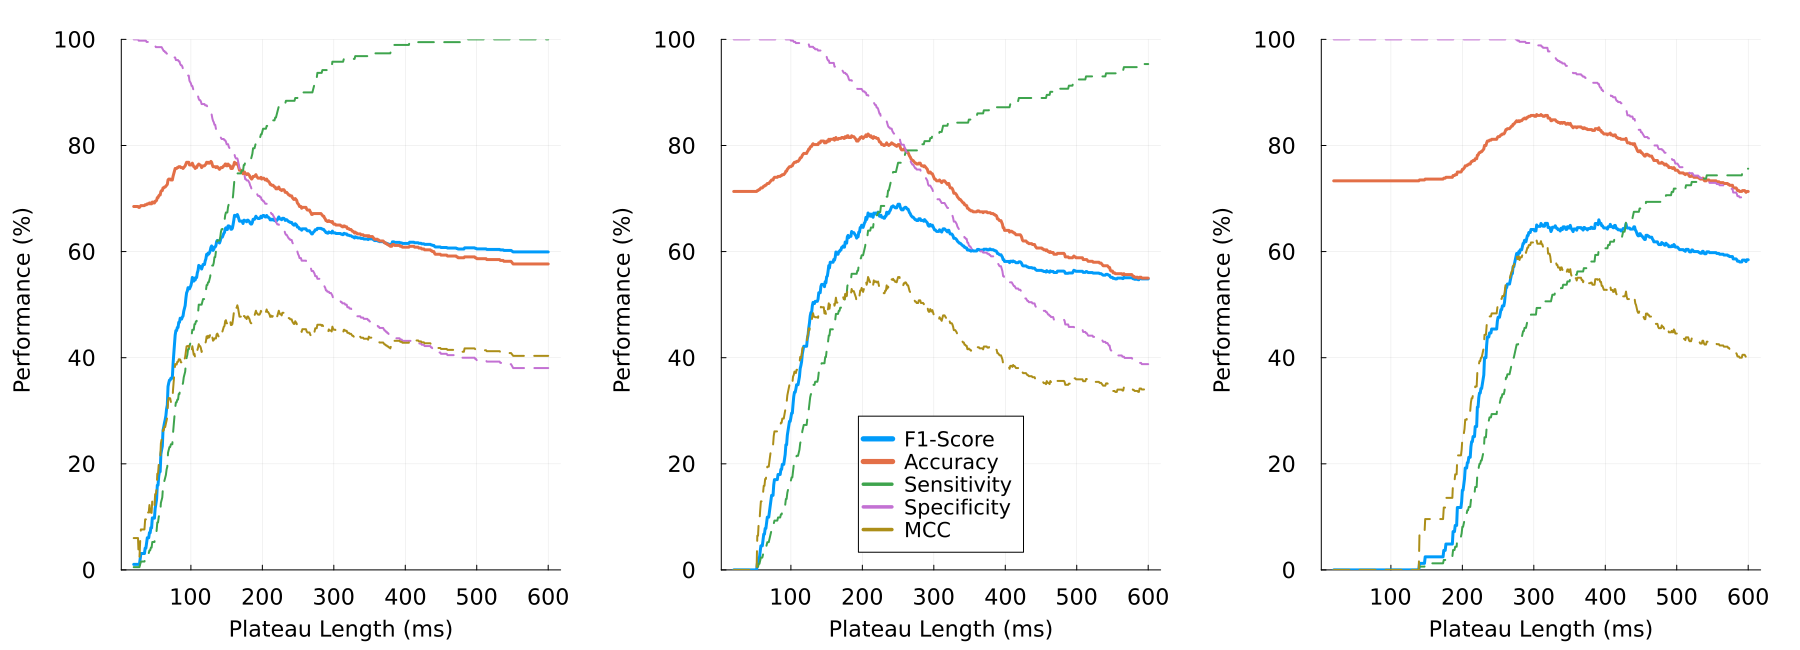 Performance (%)
100
80
60
40
20
0
100 200 300 400 500 600
Plateau Length (ms)
Performance (%)
100
80
60
40
20
0
F1-Score
Accuracy
Sensitivity
Specificity
MCC
100 200 300 400 500 600
Plateau Length (ms)
Performance (%)
100
80
60
40
20
0
100 200 300 400 500 600
Plateau Length (ms)